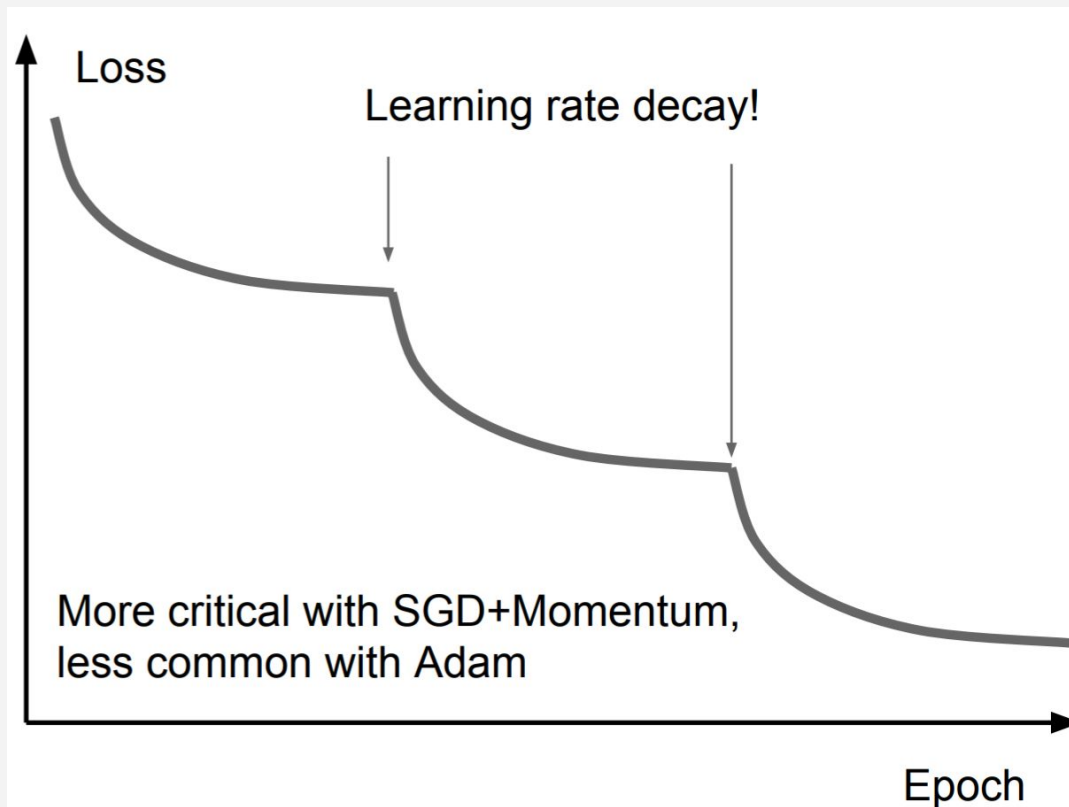 Loss
Learning rate decay!
More critical with SGD+Momentum,
less common with Adam
Epoch